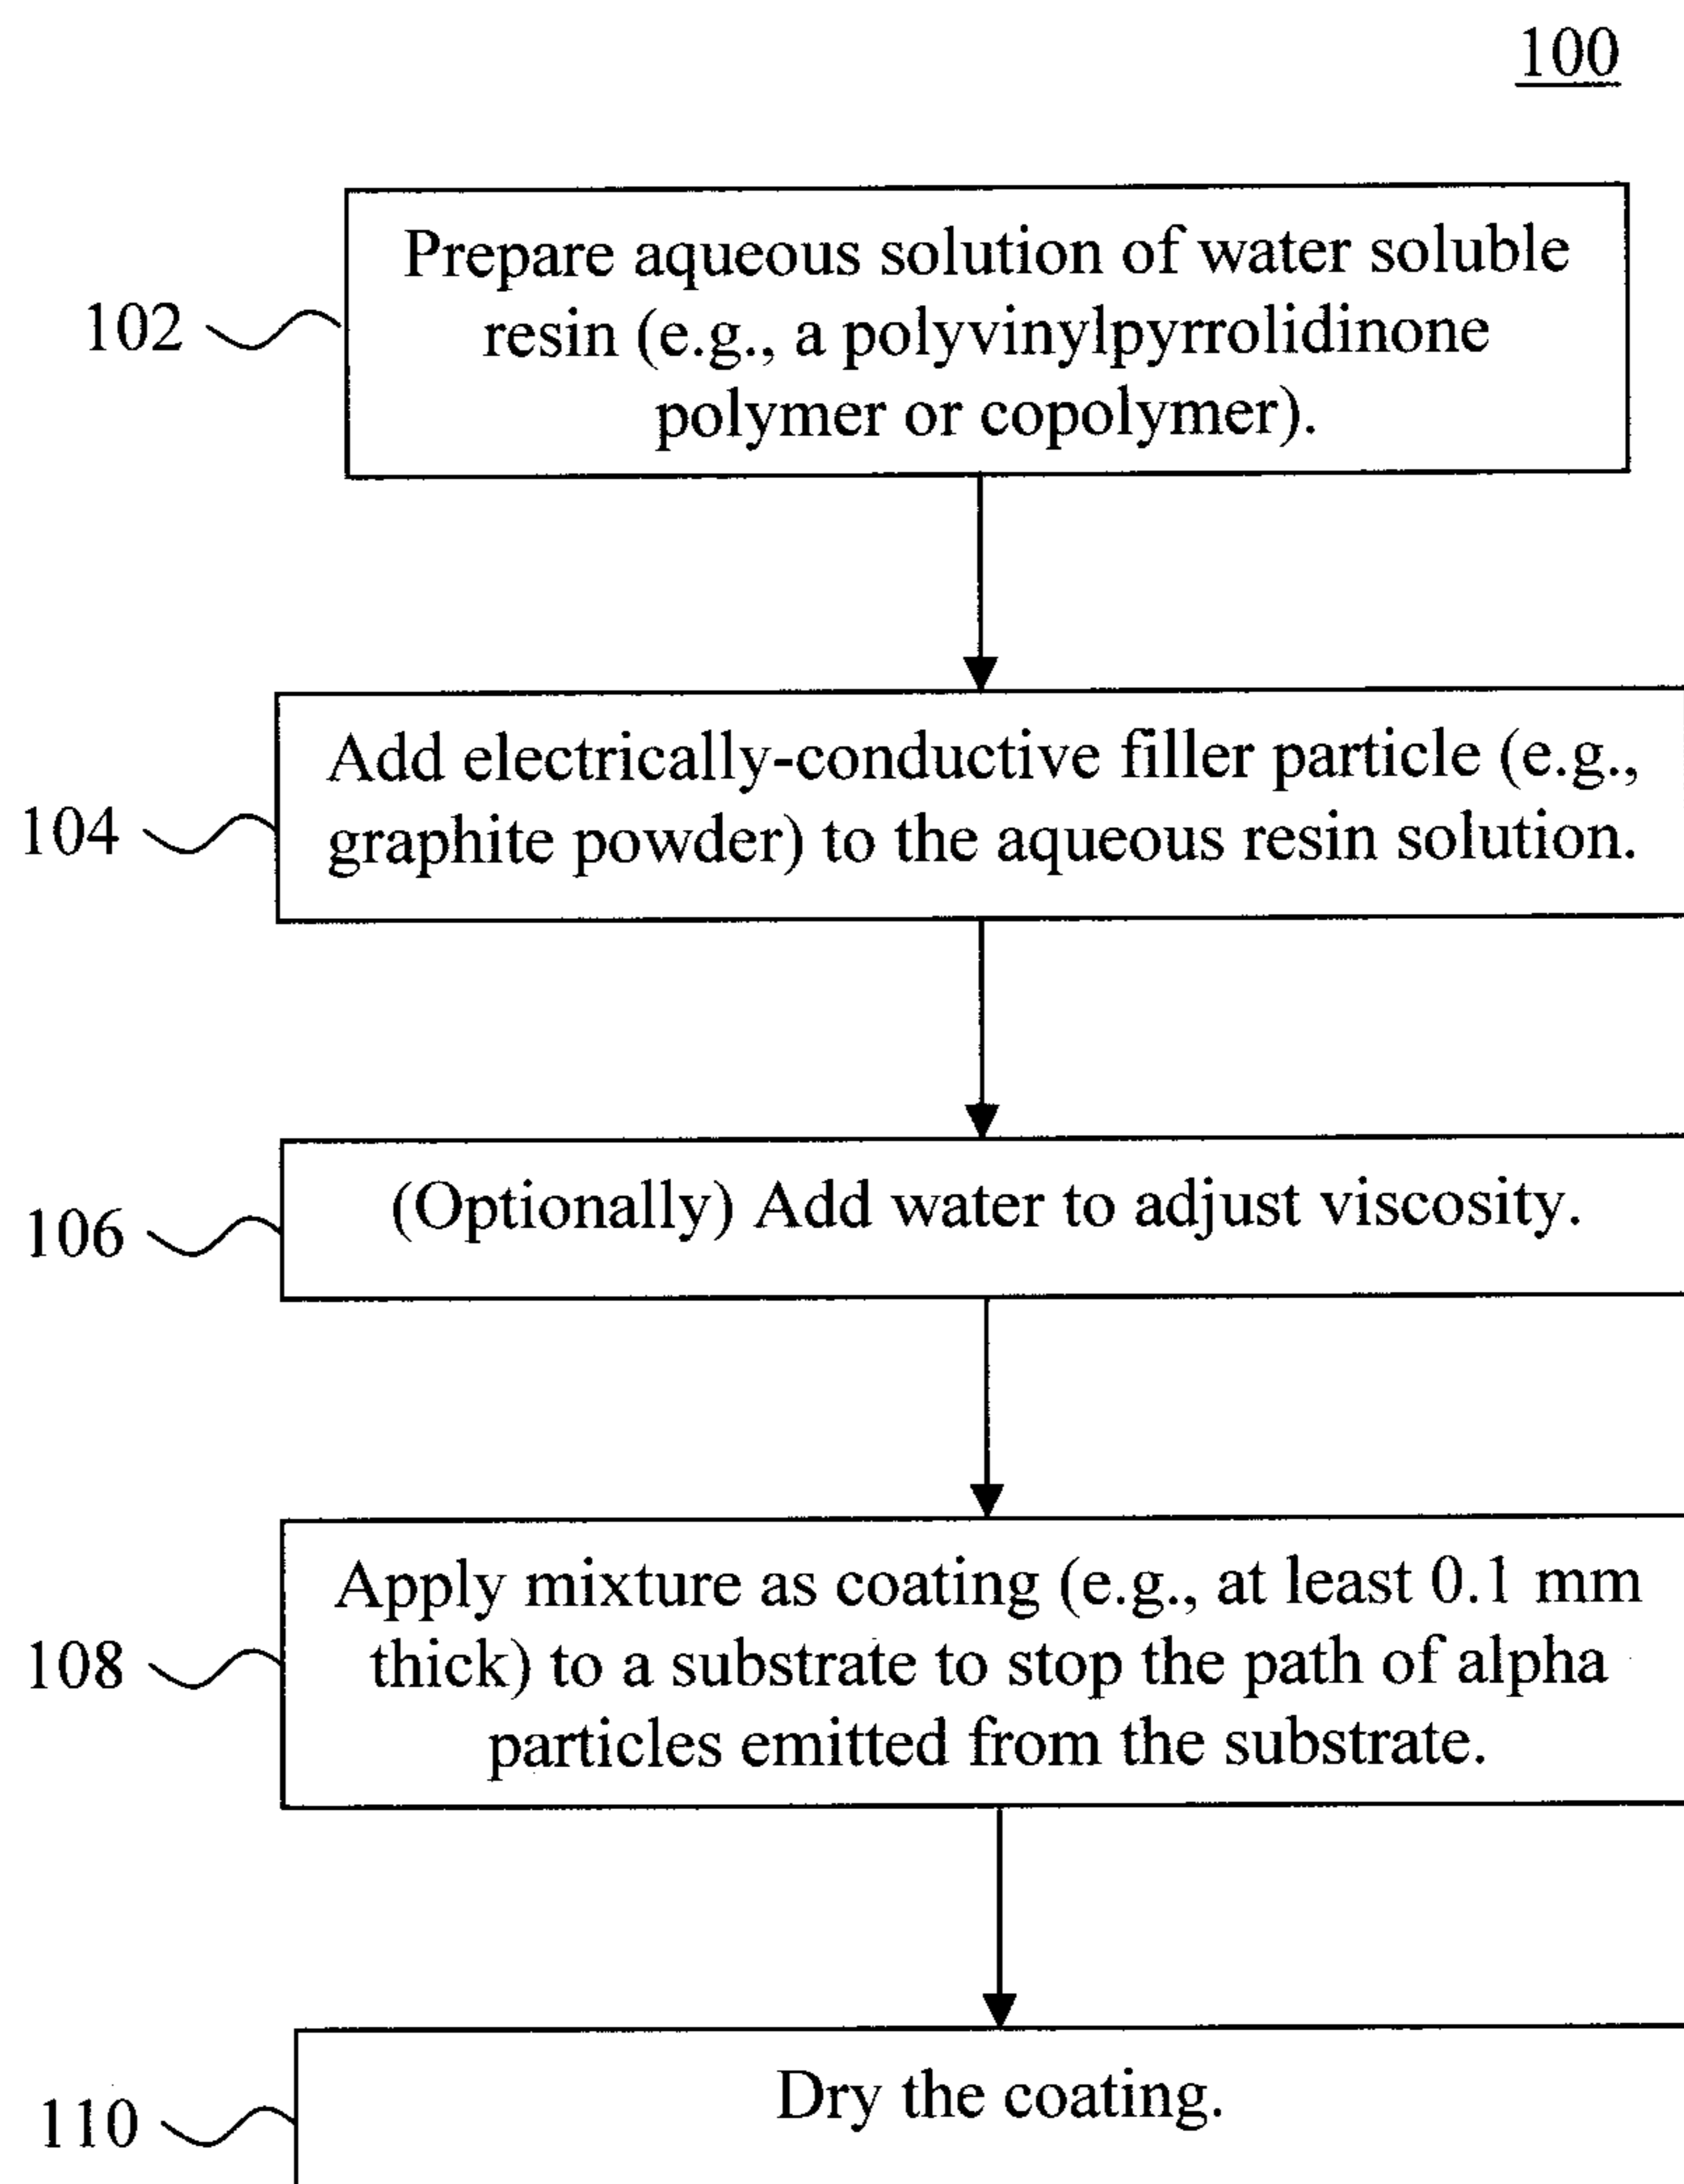 100
102
Prepare aqueous solution of water soluble
resin (e.g., a polyvinylpyrrolidinone
polymer or copolymer).
104
Add electrically-conductive filler particle (e.g.,
graphite powder) to the aqueous resin solution.
106
(Optionally) Add water to adjust viscosity.
108
Apply mixture as coating (e.g., at least 0.1 mm
thick) to a substrate to stop the path of alpha
particles emitted from the substrate.
110
Dry the coating.